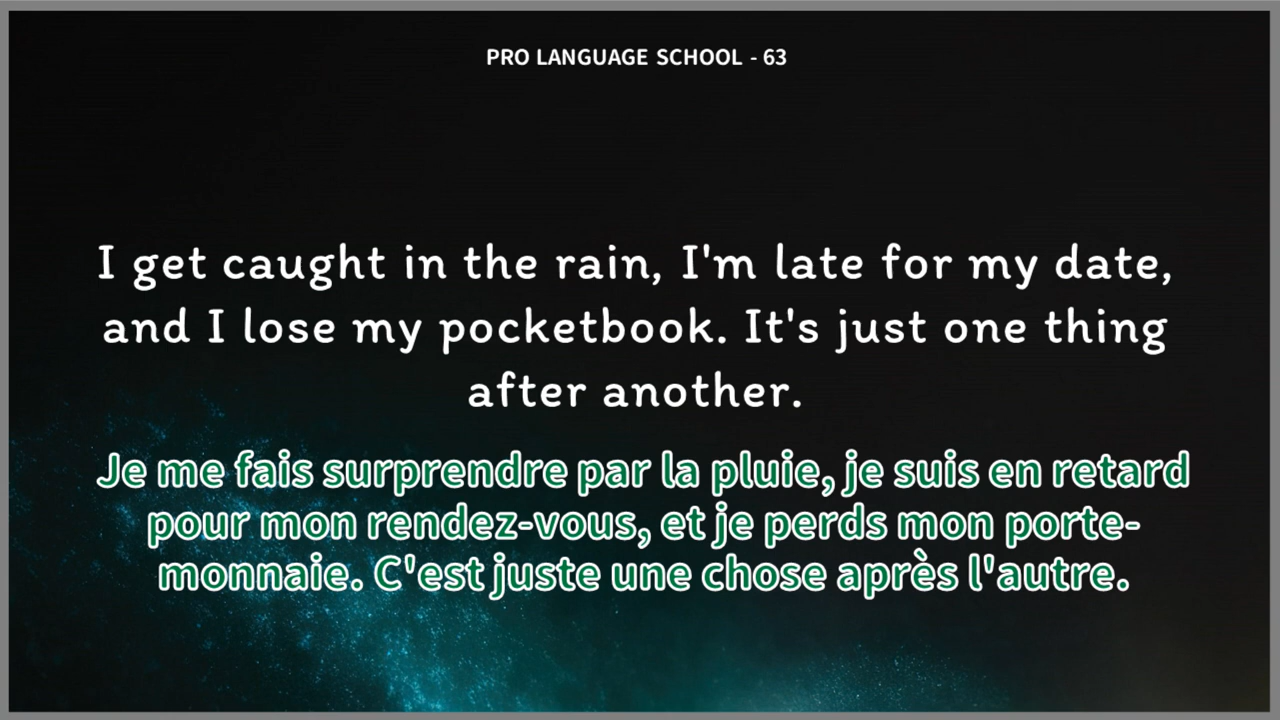 PRO LANGUAGE SCHOOL - 63
I get caught in the rain, I'm late for my date,
and I lose my pocketbook. It's just one thing
after another.
Je me fais surprendre par la pluie, je suis en retard
pour mon rendez-vous, et je perds mon porte-
monnaie. C'est juste une chose après l'autre.